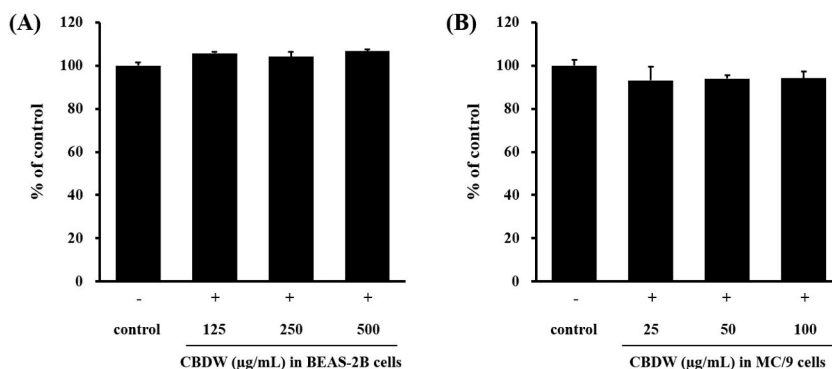 (A)
% of control
120
100
80
60
40
20
0
- + + +
control 125 250 500
CBDW (μg/mL) in BEAS-2B cells
(B)
% of control
120
100
80
60
40
20
0
- + + +
control 25 50 100
CBDW (μg/mL) in MC/9 cells